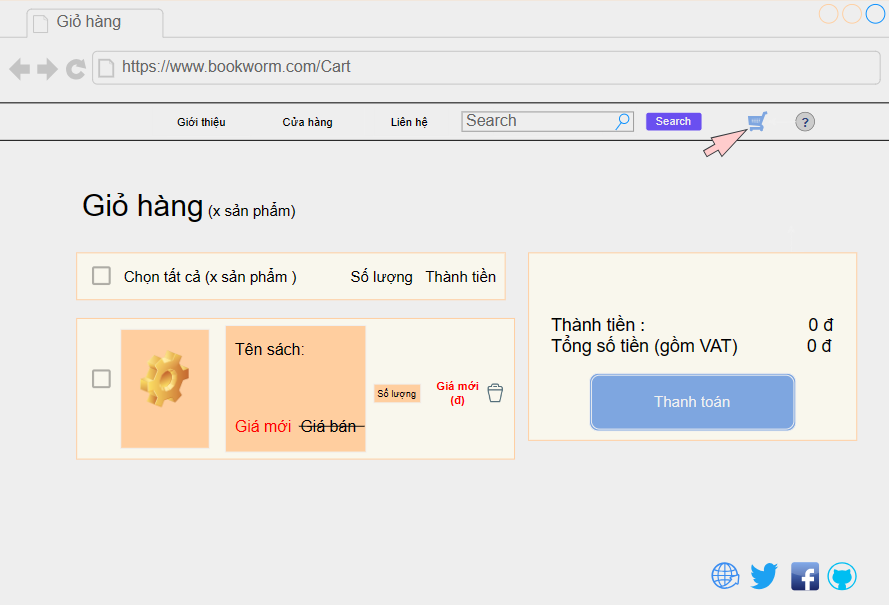 Giỏ hàng
https://www.bookworm.com/Cart
Giới thiệu Cửa hàng Liên hệ Search Search ?
Giỏ hàng (x sản phẩm)
Chọn tất cả (x sản phẩm ) Số lượng Thành tiền
Tên sách:
Số lượng
Giá mới
(đ)
Giá mới Giá bán
Thành tiền : 0 đ
Tổng số tiền (gồm VAT) 0 đ
Thanh toán